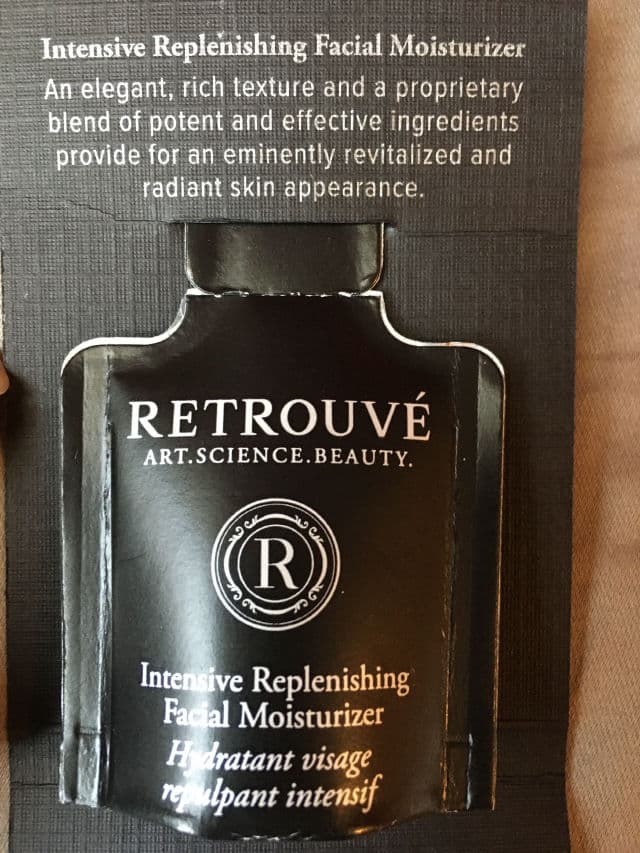 Intensive Replenishing Facial Moisturizer
An elegant, rich texture and a proprietary
blend of potent and effective ingredients
provide for an eminently revitalized and
radiant skin appearance.
RETROUVÉ
ART.SCIENCE.BEAUTY.
R
Intensive Replenishing
Facial Moisturizer
Hydratant visage
repulpant intensif